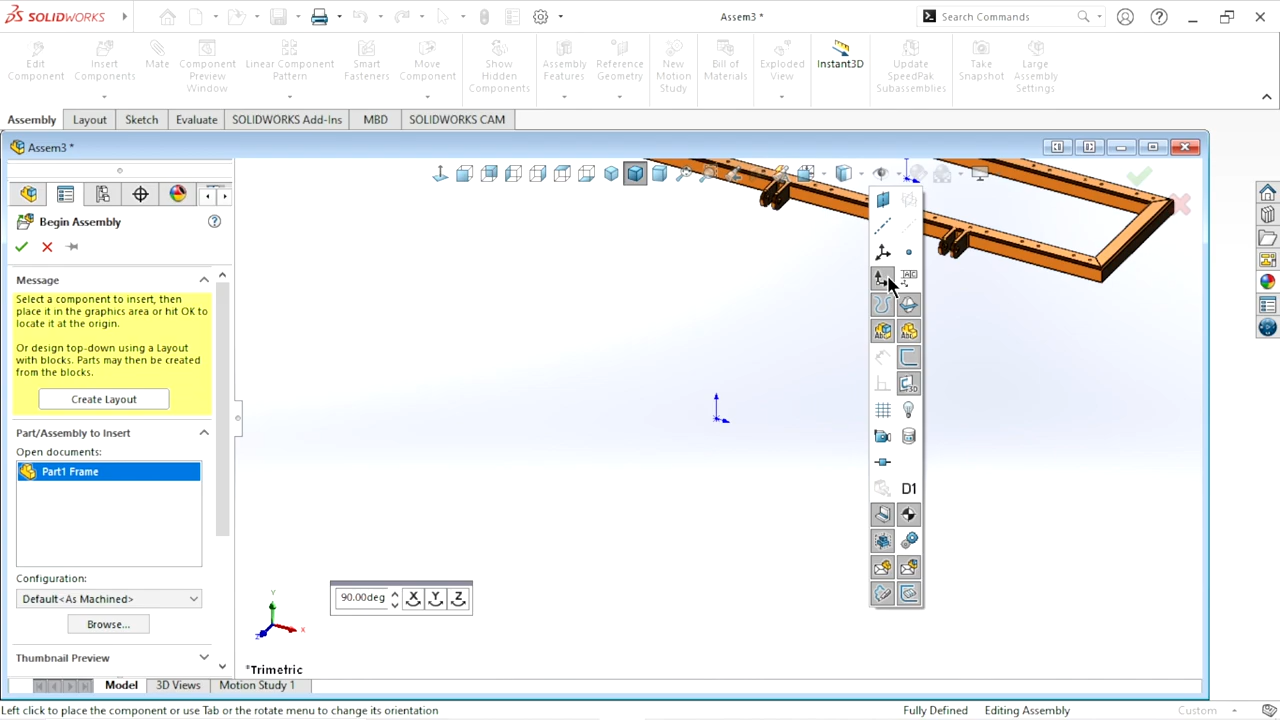 SOLIDWORKS
Assem3 *
Search Commands
Edit
Component
Insert
Components
Mate
Component
Preview
Window
Linear Component
Pattern
Smart
Fasteners
Move
Component
Show
Hidden
Components
Assembly
Features
Reference
Geometry
New
Motion
Study
Bill of
Materials
Exploded
View
Instant3D
Update
SpeedPak
Subassemblies
Take
Snapshot
Large
Assembly
Settings
Assembly
Layout
Sketch
Evaluate
SOLIDWORKS Add-Ins
MBD
SOLIDWORKS CAM
Assem3 *
Begin Assembly
Message
Select a component to insert, then
place it in the graphics area or hit OK to
locate it at the origin.
Or design top-down using a Layout
with blocks. Parts may then be created
from the blocks.
Create Layout
Part/Assembly to Insert
Open documents:
Part1 Frame
Configuration:
Default<As Machined>
Browse...
Thumbnail Preview
D1
90.00deg
X
Y
Z
Y
X
Z
*Trimetric
Model
3D Views
Motion Study 1
Left click to place the component or use Tab or the rotate menu to change its orientation
Fully Defined
Editing Assembly
Custom